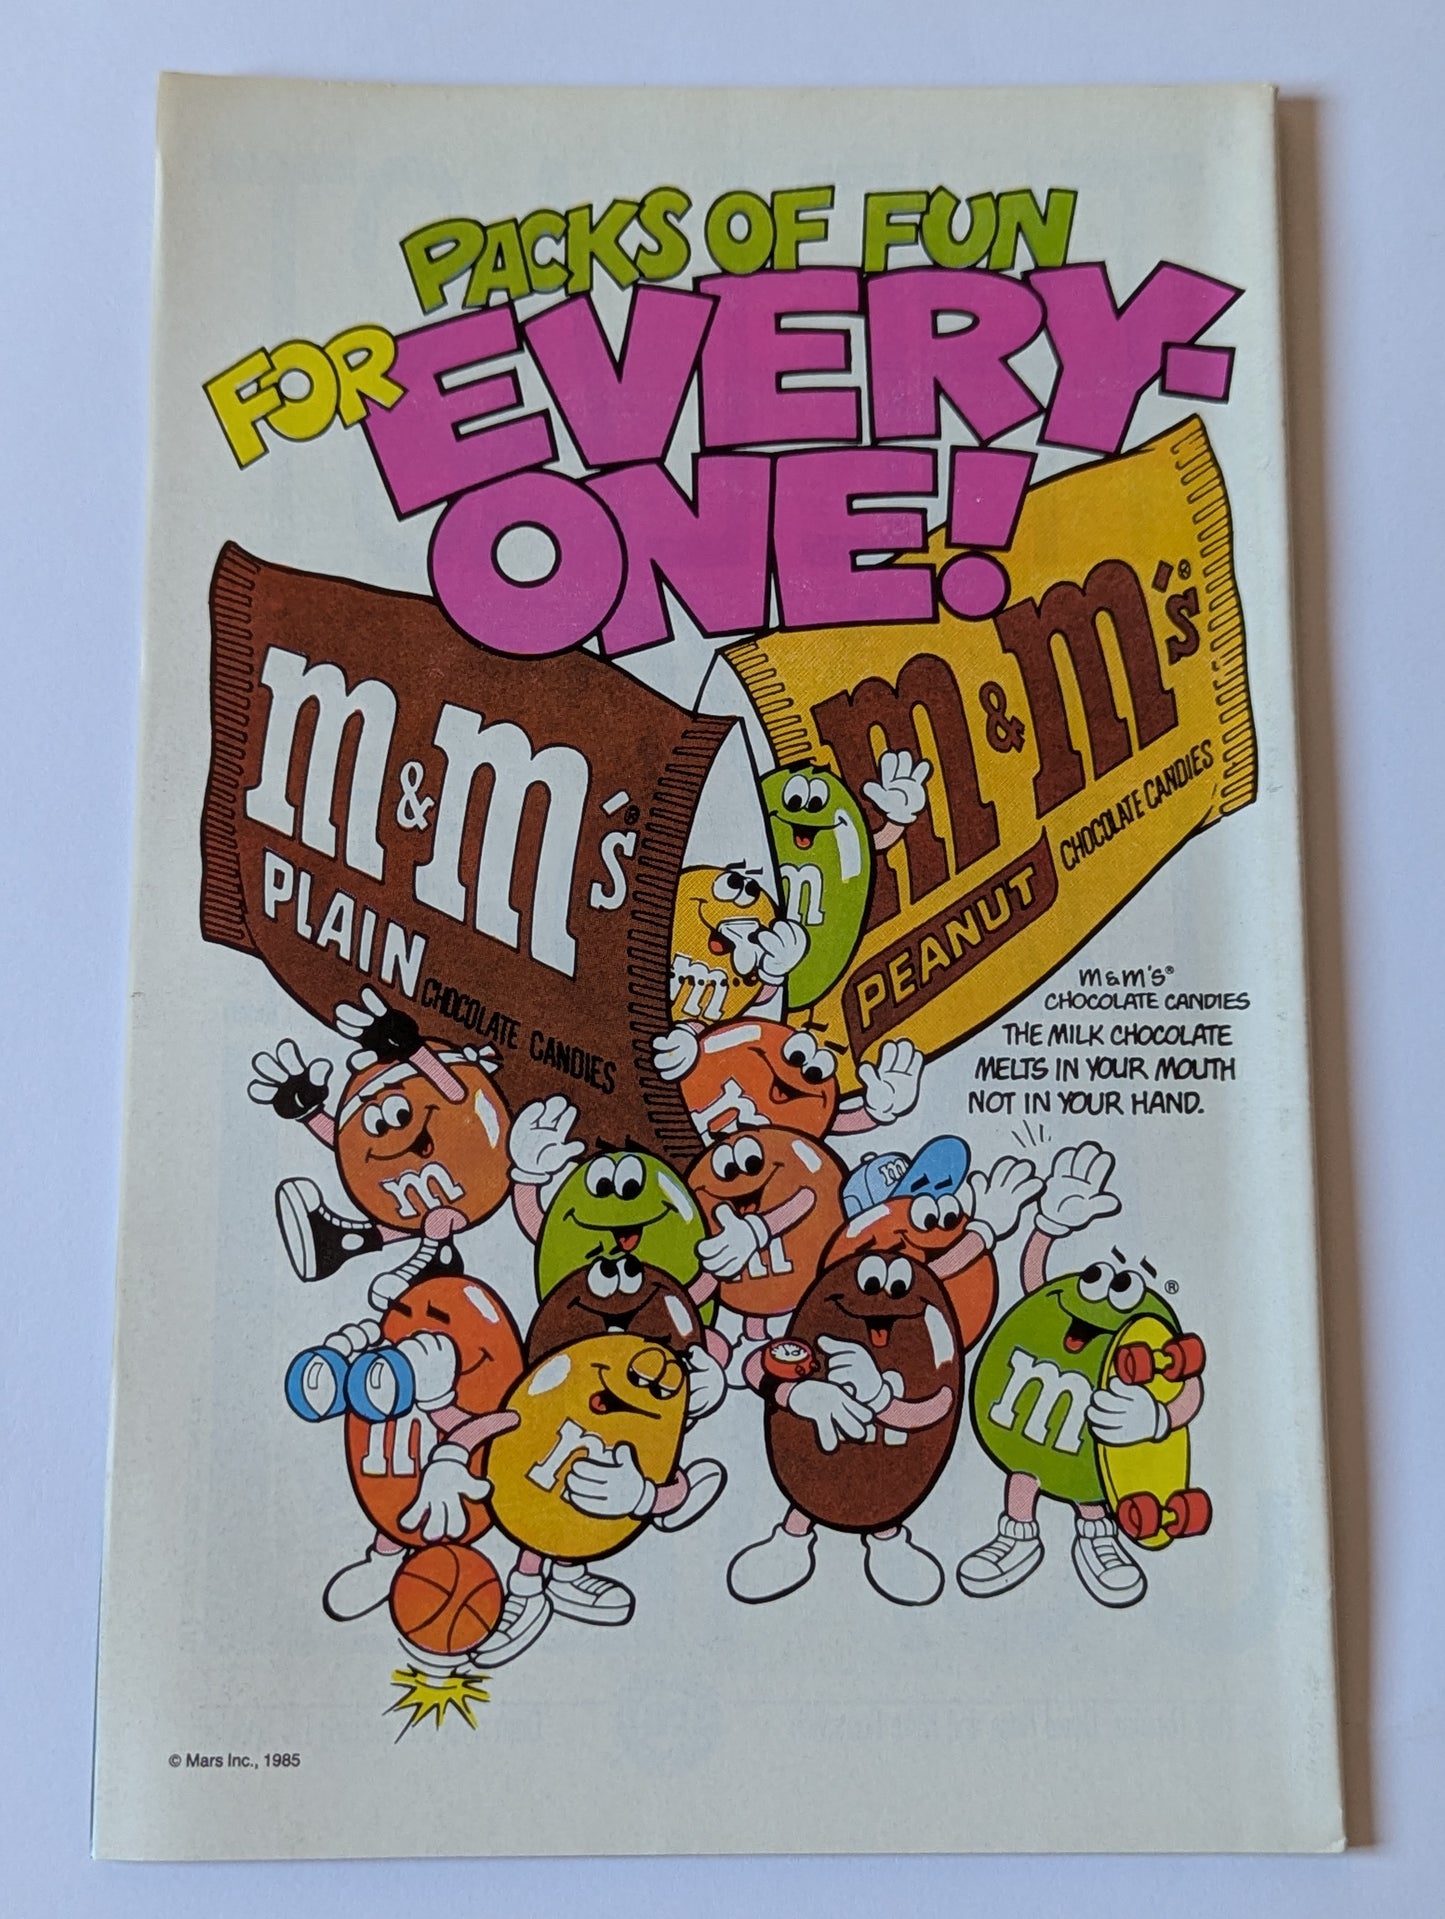 PACKS OF FUN
FOR EVERY-
ONE!
m&m's®
PLAIN
CHOCOLATE CANDIES
m&m's®
PEANUT
CHOCOLATE CANDIES
m
m
m&m's®
CHOCOLATE CANDIES
THE MILK CHOCOLATE
MELTS IN YOUR MOUTH
NOT IN YOUR HAND.
m
m
m
m
®
m
m
m
m
© Mars Inc., 1985